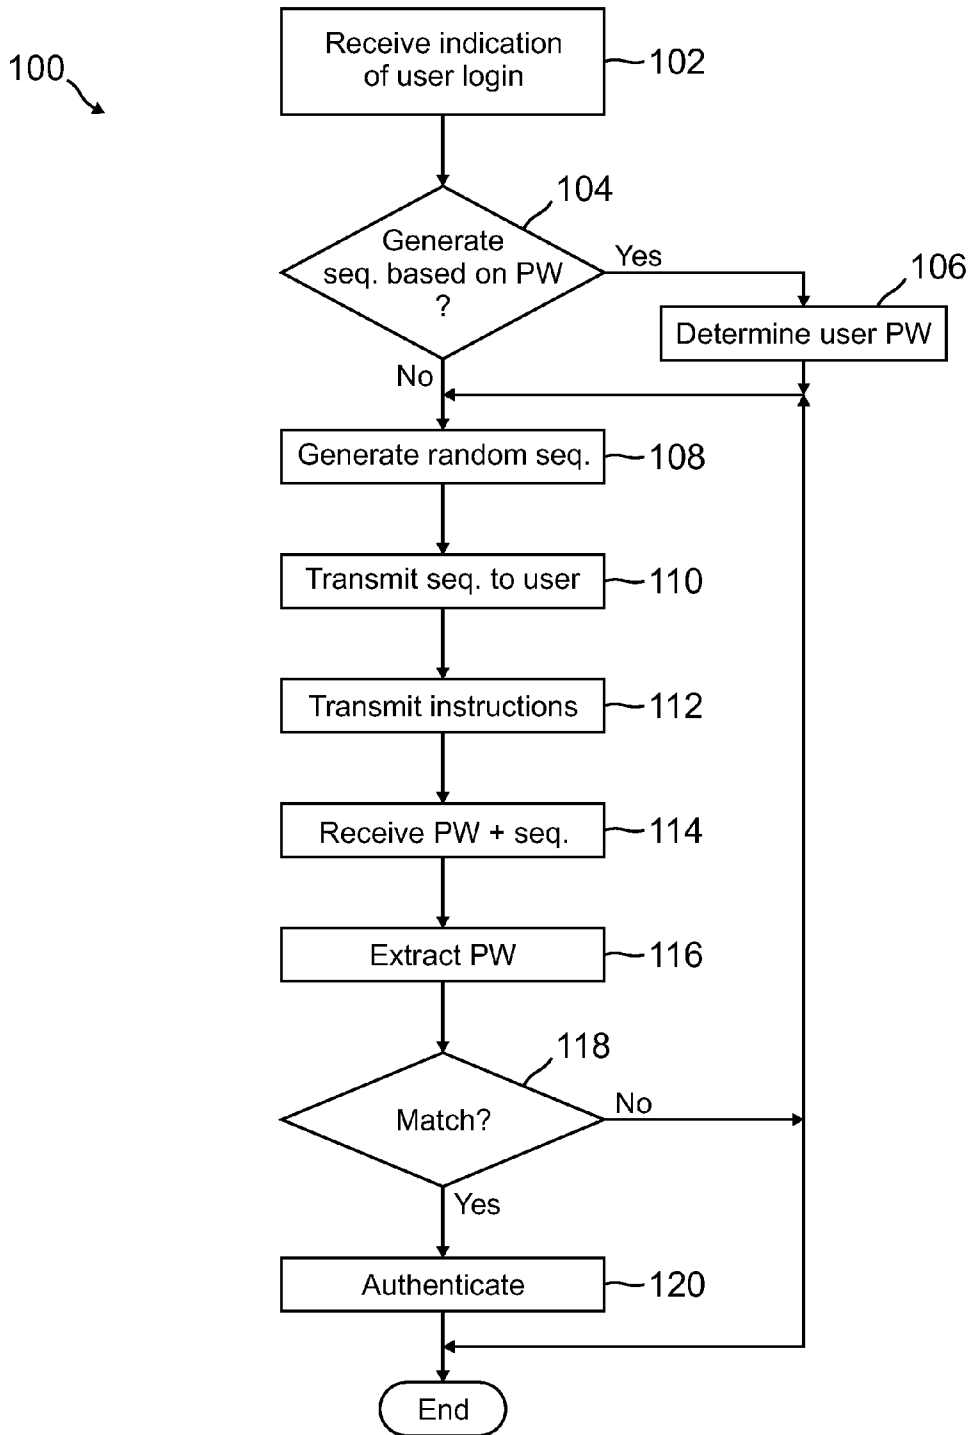 100
Receive indication
of user login
102
104
Generate
seq. based on PW
?
Yes
106
Determine user PW
No
Generate random seq.
108
Transmit seq. to user
110
Transmit instructions
112
Receive PW + seq.
114
Extract PW
116
118
Match?
No
Yes
Authenticate
120
End